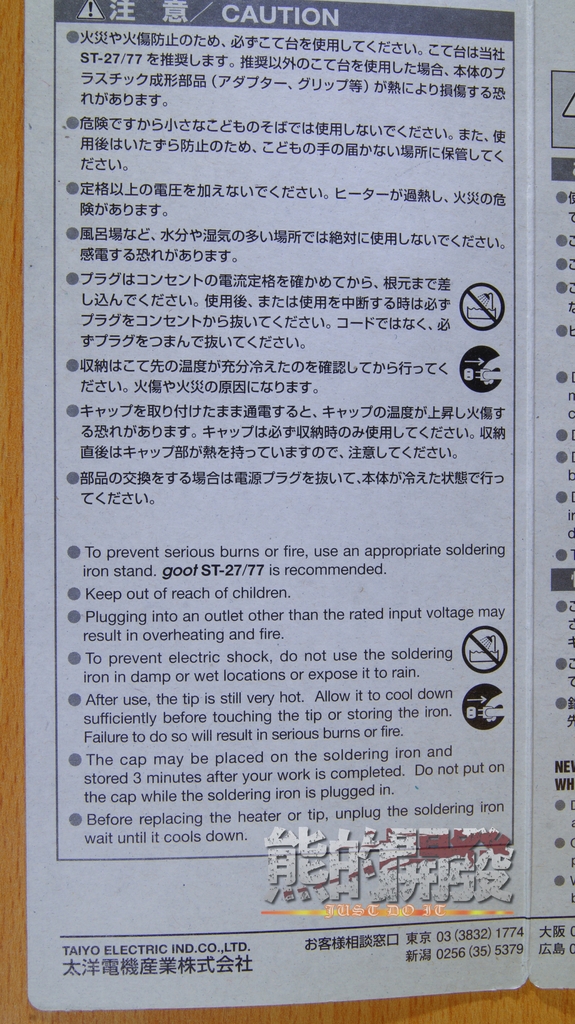 注意／CAUTION
●火災や火傷防止のため、必ずこて台を使用してください。こて台は当社
ST-27/77を推奨します。推奨以外のこて台を使用した場合、本体のプ
ラスチック成形部品（アダプター、グリップ等）が熱により損傷する恐
れがあります。
●危険ですから小さなこどものそばでは使用しないでください。また、使
用後はいたずら防止のため、こどもの手の届かない場所に保管してく
ださい。
●定格以上の電圧を加えないでください。ヒーターが過熱し、火災の危
険があります。
●風呂場など、水分や湿気の多い場所では絶対に使用しないでください。
感電する恐れがあります。
●プラグはコンセントの電流定格を確かめてから、根元まで差
し込んでください。使用後、または使用を中断する時は必ず
プラグをコンセントから抜いてください。コードではなく、必
ずプラグをつまんで抜いてください。
●収納はこて先の温度が充分冷えたのを確認してから行ってく
ださい。火傷や火災の原因になります。
●キャップを取り付けたまま通電すると、キャップの温度が上昇し火傷す
る恐れがあります。キャップは必ず収納時のみ使用してください。収納
直後はキャップ部が熱を持っていますので、注意してください。
●部品の交換をする場合は電源プラグを抜いて、本体が冷えた状態で行っ
てください。
● To prevent serious burns or fire, use an appropriate soldering
iron stand. goot ST-27/77 is recommended.
● Keep out of reach of children.
● Plugging into an outlet other than the rated input voltage may
result in overheating and fire.
● To prevent electric shock, do not use the soldering
iron in damp or wet locations or expose it to rain.
● After use, the tip is still very hot. Allow it to cool down
sufficiently before touching the tip or storing the iron.
Failure to do so will result in serious burns or fire.
● The cap may be placed on the soldering iron and
stored 3 minutes after your work is completed. Do not put on
the cap while the soldering iron is plugged in.
● Before replacing the heater or tip, unplug the soldering iron
wait until it cools down.
熊的開發
JUST DO IT
TAIYO ELECTRIC IND.CO.,LTD.
太洋電機産業株式会社
お客様相談窓口 東京 03 (3832) 1774
新潟 0256 (35) 5379
大阪
広島
NEW
WH